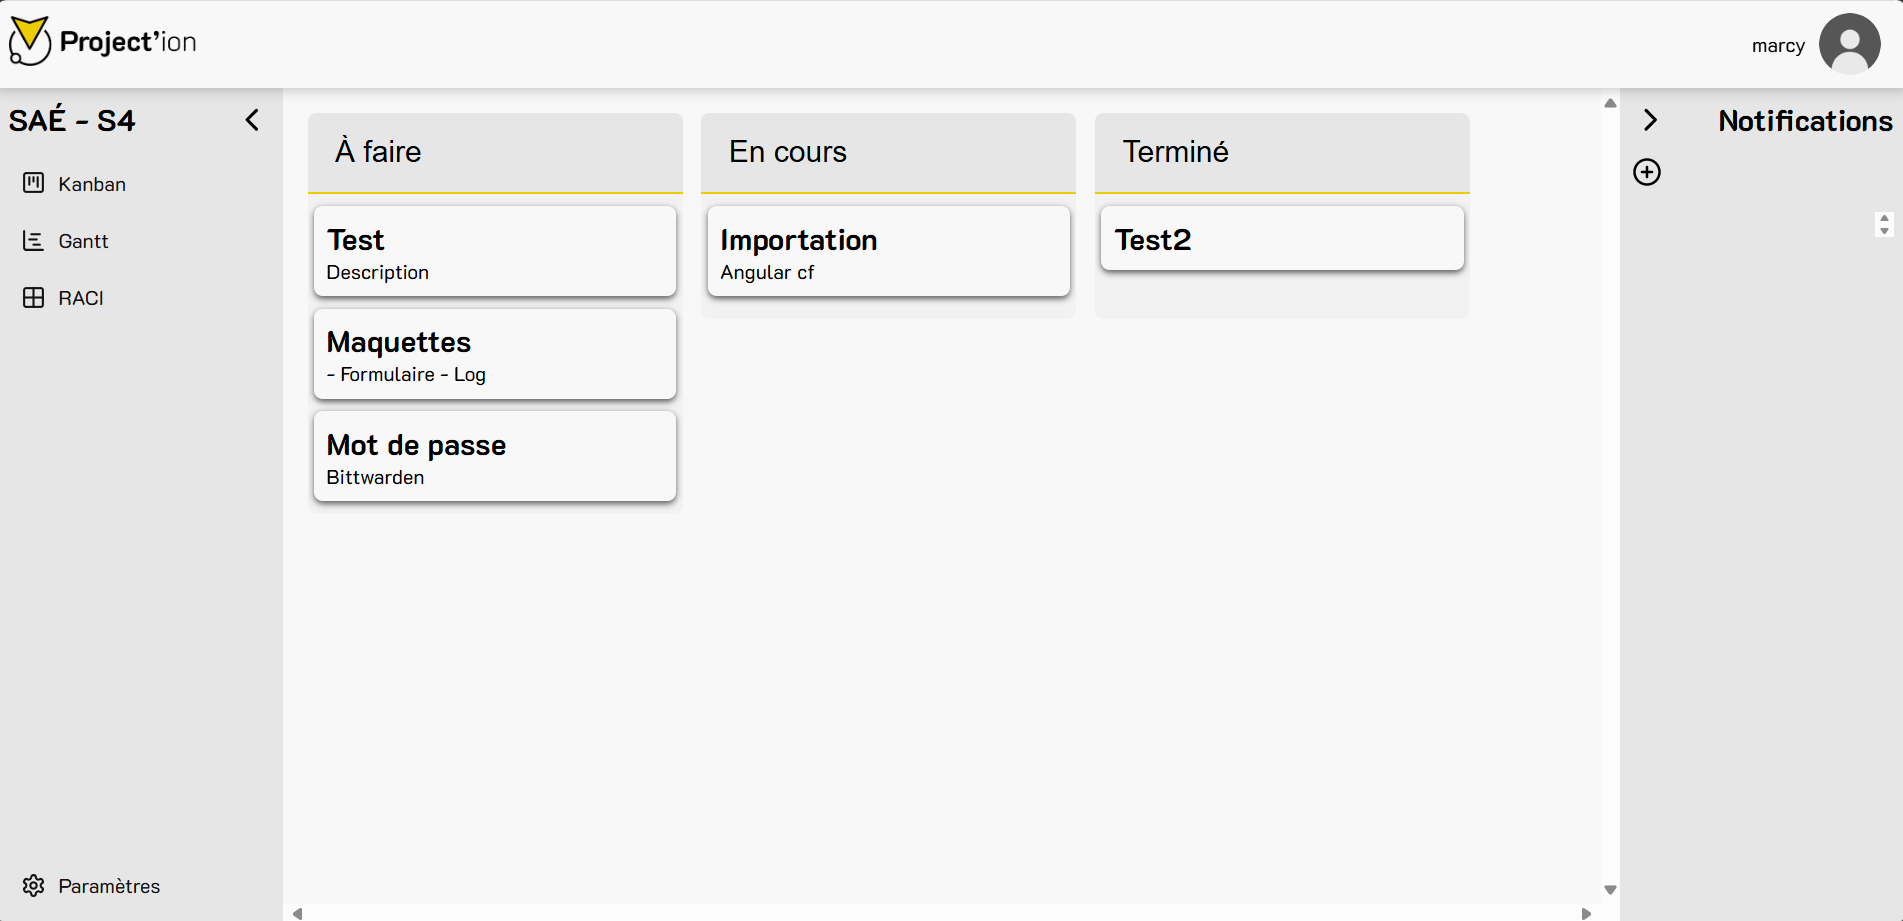 Project'ion
marcy
SAÉ - S4
Kanban
Gantt
RACI
Paramètres
À faire
Test
Description
Maquettes
- Formulaire - Log
Mot de passe
Bittwarden
En cours
Importation
Angular cf
Terminé
Test2
Notifications